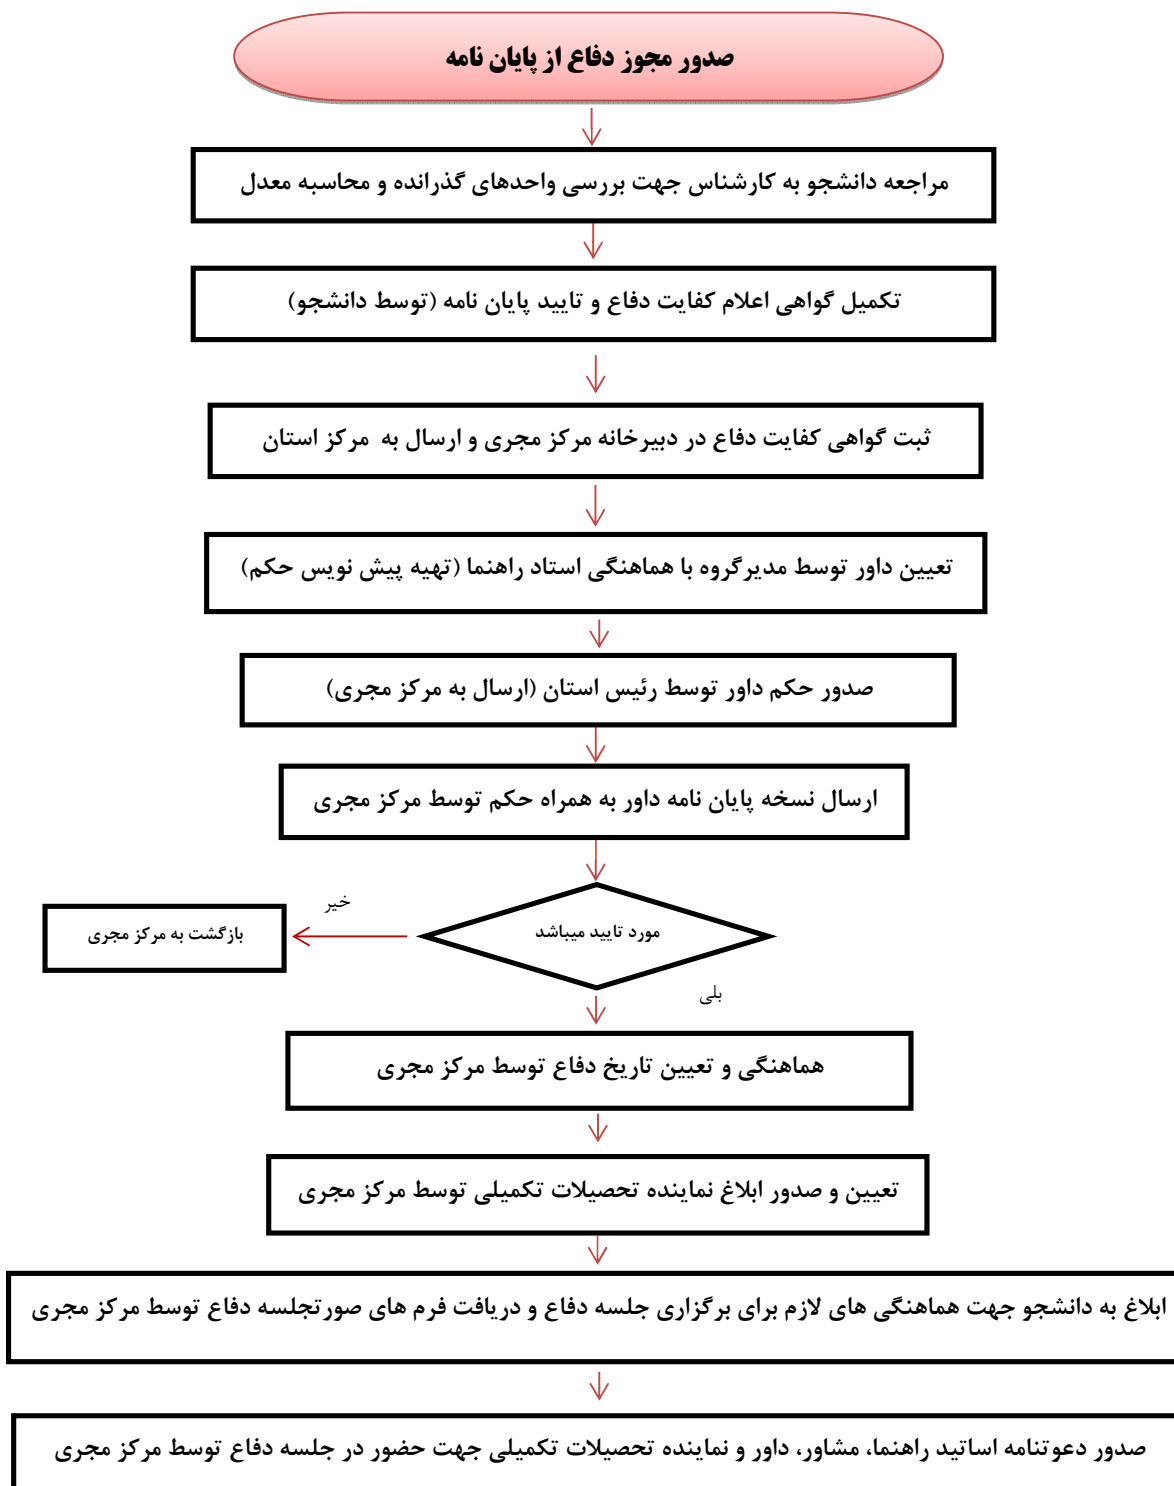 صدور مجوز دفاع از پایان نامه
مراجعه دانشجو به کارشناس جهت بررسی واحدهای گذرانده و محاسبه معدل
تکمیل گواهی اعلام کفایت دفاع و تایید پایان نامه (توسط دانشجو)
ثبت گواهی کفایت دفاع در دبیرخانه مرکز مجری و ارسال به مرکز استان
تعیین داور توسط مدیرگروه با هماهنگی استاد راهنما (تهیه پیش نویس حکم)
صدور حکم داور توسط رئیس استان (ارسال به مرکز مجری)
ارسال نسخه پایان نامه داور به همراه حکم توسط مرکز مجری
خیر
مورد تایید میباشد
بازگشت به مرکز مجری
بلی
هماهنگی و تعیین تاریخ دفاع توسط مرکز مجری
تعیین و صدور ابلاغ نماینده تحصیلات تکمیلی توسط مرکز مجری
ابلاغ به دانشجو جهت هماهنگی های لازم برای برگزاری جلسه دفاع و دریافت فرم های صورتجلسه دفاع توسط مرکز مجری
صدور دعوتنامه اساتید راهنما، مشاور، داور و نماینده تحصیلات تکمیلی جهت حضور در جلسه دفاع توسط مرکز مجری